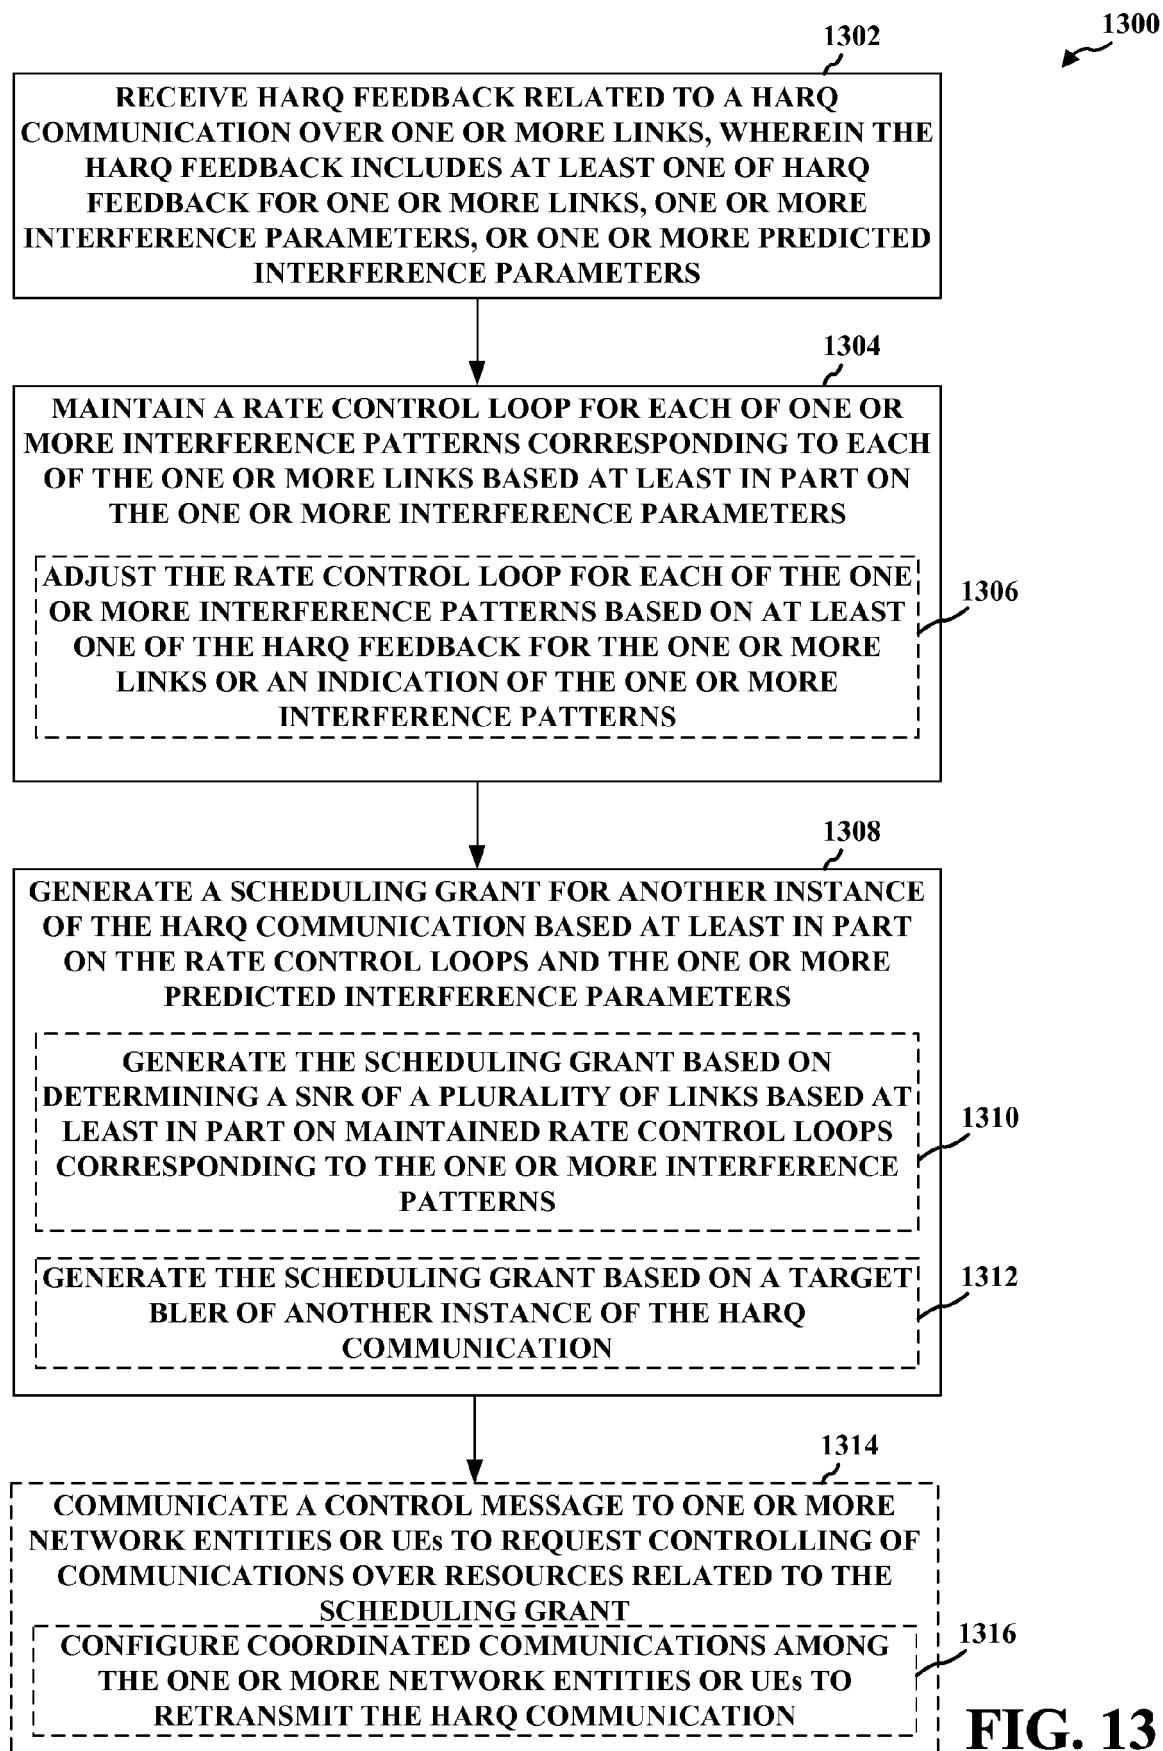 1300
1302
RECEIVE HARQ FEEDBACK RELATED TO A HARQ
COMMUNICATION OVER ONE OR MORE LINKS, WHEREIN THE
HARQ FEEDBACK INCLUDES AT LEAST ONE OF HARQ
FEEDBACK FOR ONE OR MORE LINKS, ONE OR MORE
INTERFERENCE PARAMETERS, OR ONE OR MORE PREDICTED
INTERFERENCE PARAMETERS
1304
MAINTAIN A RATE CONTROL LOOP FOR EACH OF ONE OR
MORE INTERFERENCE PATTERNS CORRESPONDING TO EACH
OF THE ONE OR MORE LINKS BASED AT LEAST IN PART ON
THE ONE OR MORE INTERFERENCE PARAMETERS
ADJUST THE RATE CONTROL LOOP FOR EACH OF THE ONE
OR MORE INTERFERENCE PATTERNS BASED ON AT LEAST
ONE OF THE HARQ FEEDBACK FOR THE ONE OR MORE
LINKS OR AN INDICATION OF THE ONE OR MORE
INTERFERENCE PATTERNS
1306
1308
GENERATE A SCHEDULING GRANT FOR ANOTHER INSTANCE
OF THE HARQ COMMUNICATION BASED AT LEAST IN PART
ON THE RATE CONTROL LOOPS AND THE ONE OR MORE
PREDICTED INTERFERENCE PARAMETERS
GENERATE THE SCHEDULING GRANT BASED ON
DETERMINING A SNR OF A PLURALITY OF LINKS BASED AT
LEAST IN PART ON MAINTAINED RATE CONTROL LOOPS
CORRESPONDING TO THE ONE OR MORE INTERFERENCE
PATTERNS
1310
GENERATE THE SCHEDULING GRANT BASED ON A TARGET
BLER OF ANOTHER INSTANCE OF THE HARQ
COMMUNICATION
1312
1314
COMMUNICATE A CONTROL MESSAGE TO ONE OR MORE
NETWORK ENTITIES OR UEs TO REQUEST CONTROLLING OF
COMMUNICATIONS OVER RESOURCES RELATED TO THE
SCHEDULING GRANT
CONFIGURE COORDINATED COMMUNICATIONS AMONG
THE ONE OR MORE NETWORK ENTITIES OR UEs TO
RETRANSMIT THE HARQ COMMUNICATION
1316
FIG. 13